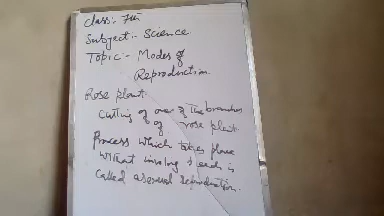 Class:- 7th
Subject:- Science.
Topic:- Modes of
Reproduction.
Rose plant.
Cutting of one of the branches
of rose plant.
Process which takes place
without involving seeds is
called asexual reproduction.